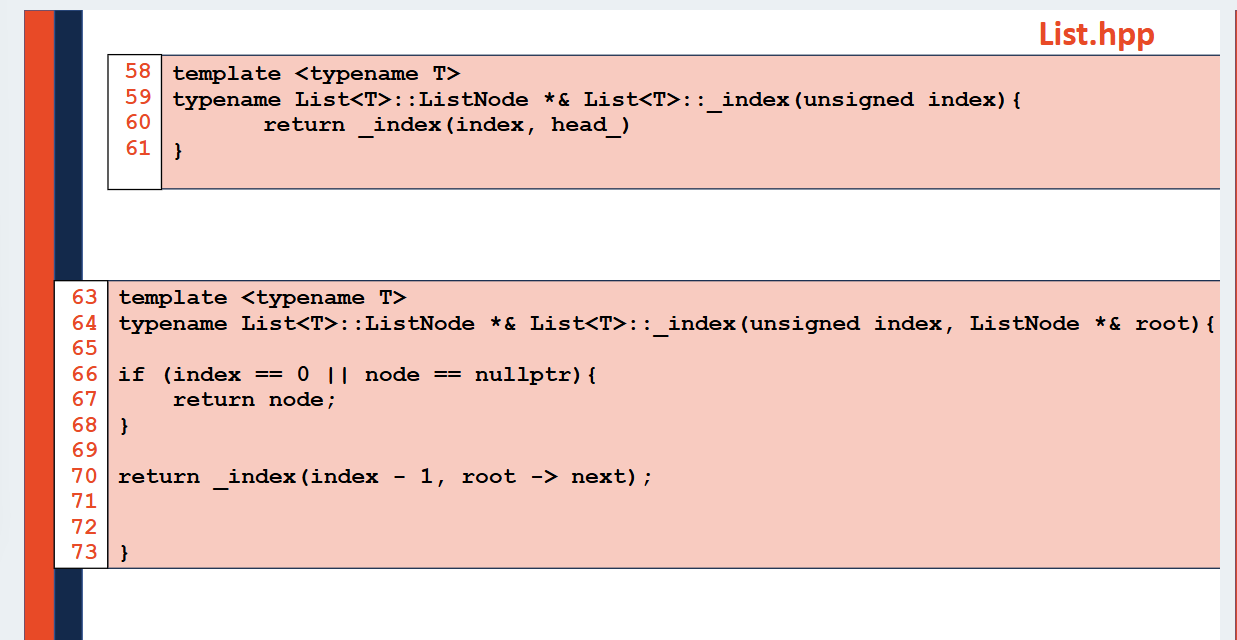 List.hpp
58 template <typename T>
59 typename List<T>::ListNode *& List<T>::_index(unsigned index){
60 return _index(index, head_)
61 }
63 template <typename T>
64 typename List<T>::ListNode *& List<T>::_index(unsigned index, ListNode *& root){
65
66 if (index == 0 || node == nullptr){
67 return node;
68 }
69
70 return _index(index - 1, root -> next);
71
72
73 }